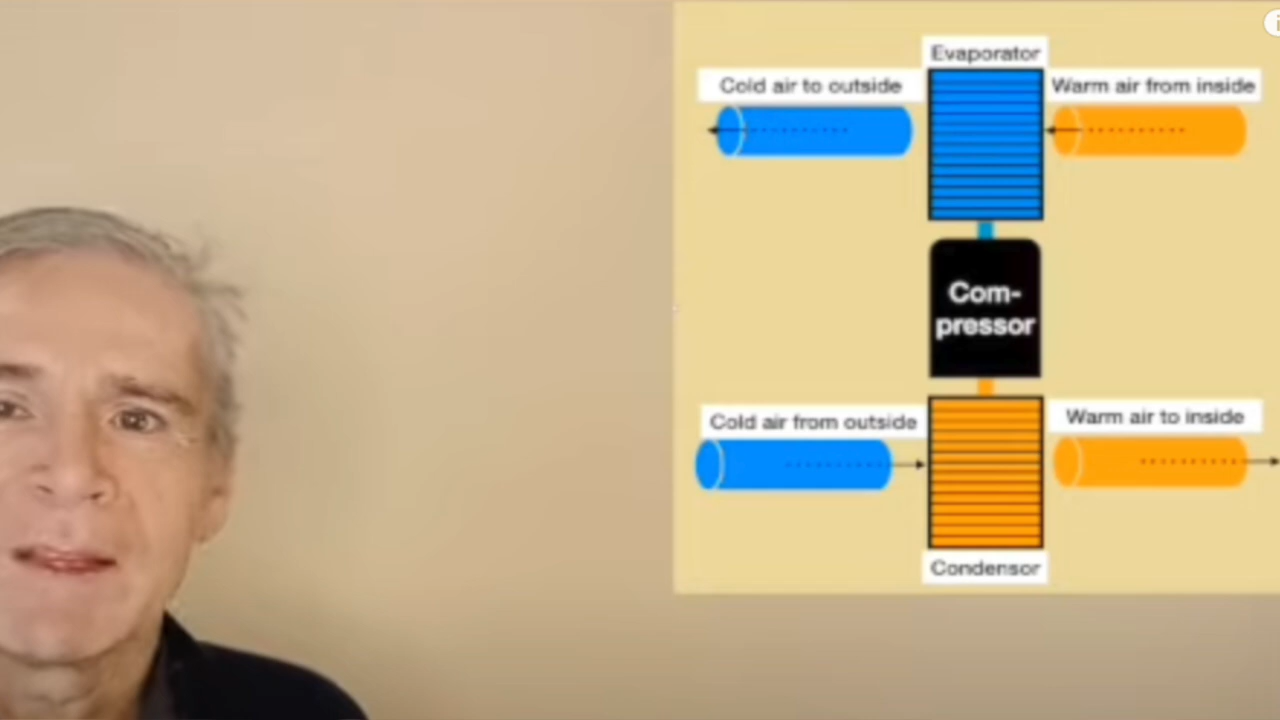 Evaporator
Cold air to outside
Warm air from inside
Com-
pressor
Cold air from outside
Warm air to inside
Condensor